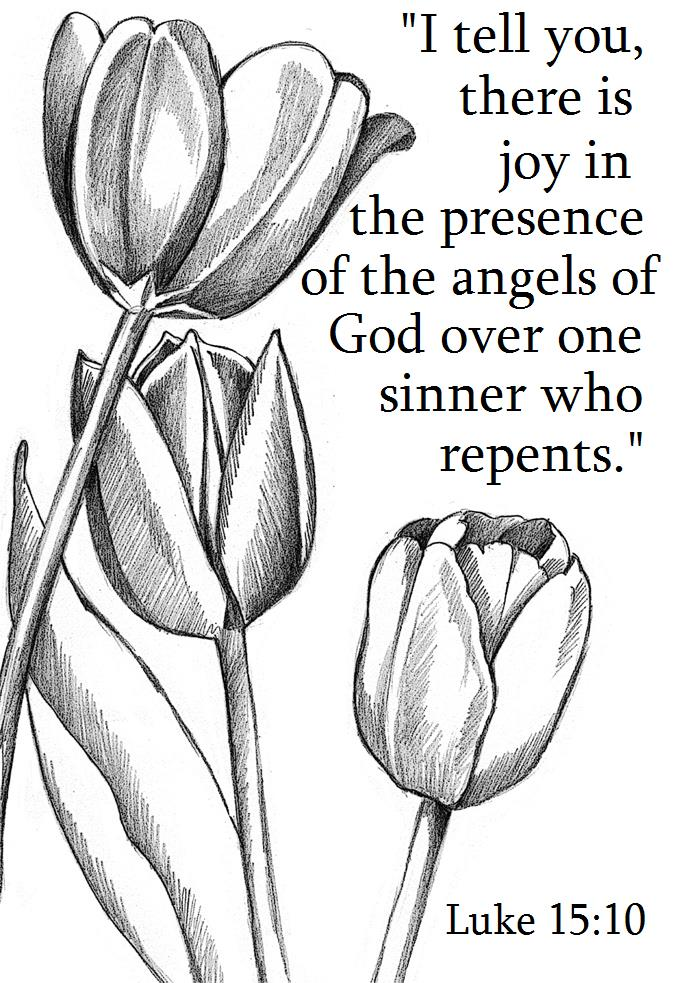 "I tell you,
there is
joy in
the presence
of the angels of
God over one
sinner who
repents."
Luke 15:10